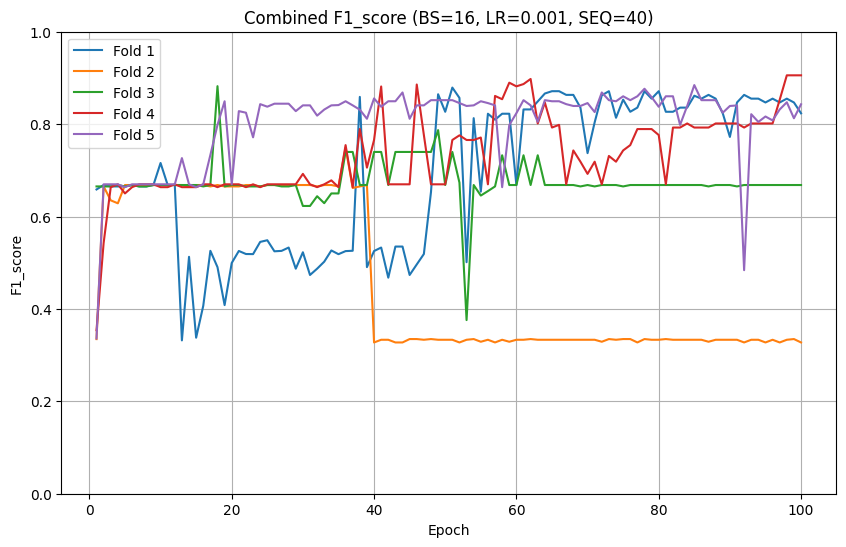 Combined F1_score (BS=16, LR=0.001, SEQ=40)
Fold 1
Fold 2
Fold 3
Fold 4
Fold 5
1.0
0.8
0.6
0.4
0.2
0.0
F1_score
0 20 40 60 80 100
Epoch